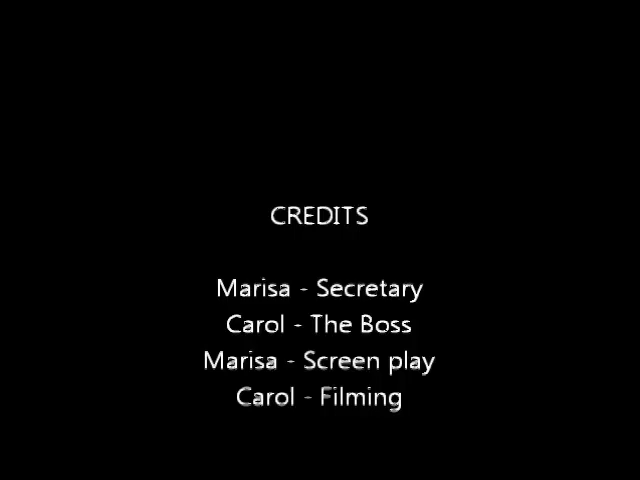 CREDITS
Marisa - Secretary
Carol - The Boss
Marisa - Screen play
Carol - Filming